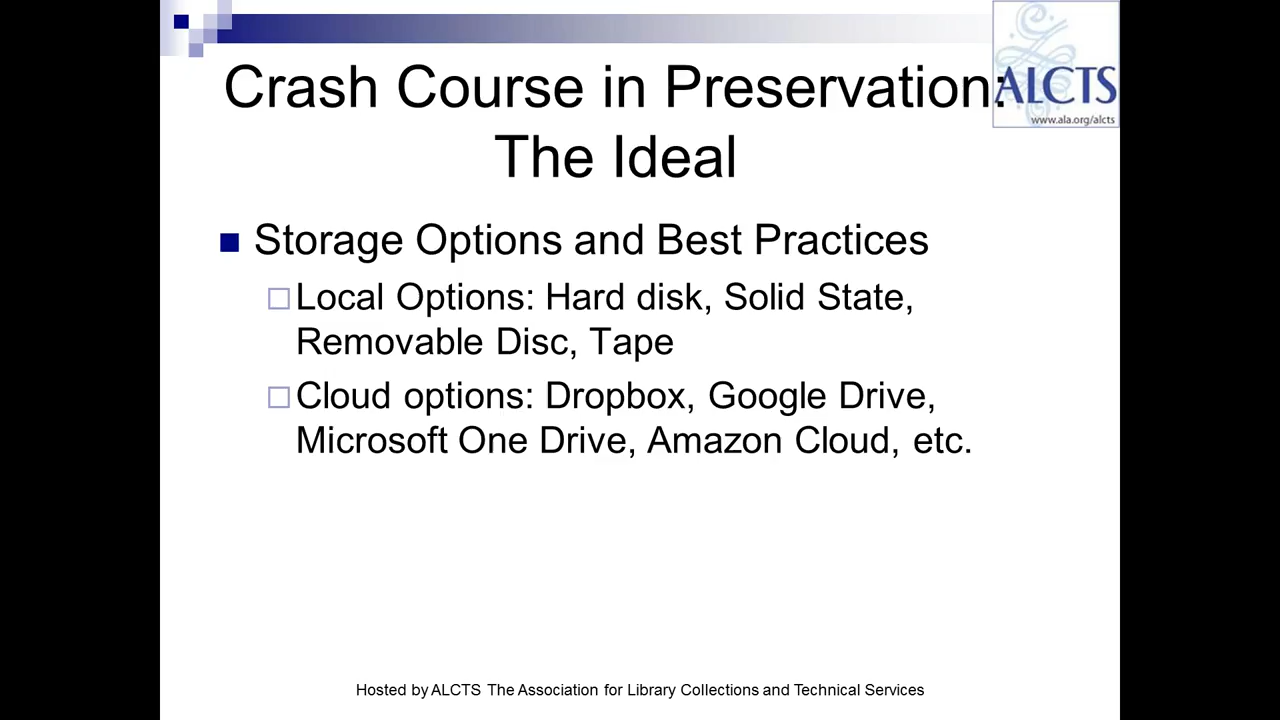 Crash Course in Preservation:
The Ideal
ALCTS
www.ala.org/alcts
Storage Options and Best Practices
Local Options: Hard disk, Solid State,
Removable Disc, Tape
Cloud options: Dropbox, Google Drive,
Microsoft One Drive, Amazon Cloud, etc.
Hosted by ALCTS The Association for Library Collections and Technical Services